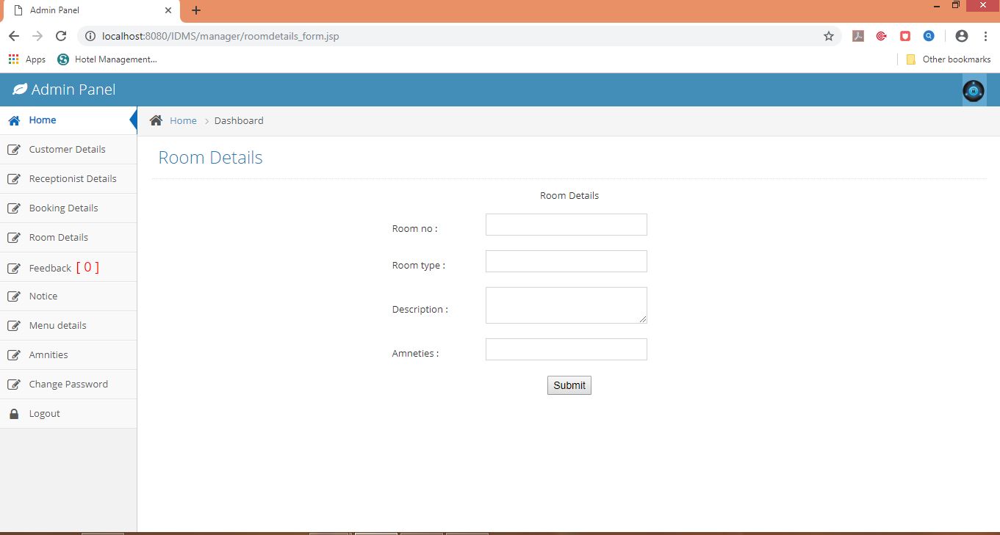 Admin Panel
localhost:8080/IDMS/manager/roomdetails_form.jsp
Apps
Hotel Management...
Other bookmarks
Admin Panel
Home
Home > Dashboard
Customer Details
Receptionist Details
Booking Details
Room Details
Feedback [ 0 ]
Notice
Menu details
Amnities
Change Password
Logout
Room Details
Room Details
Room no :
Room type :
Description :
Amneties :
Submit